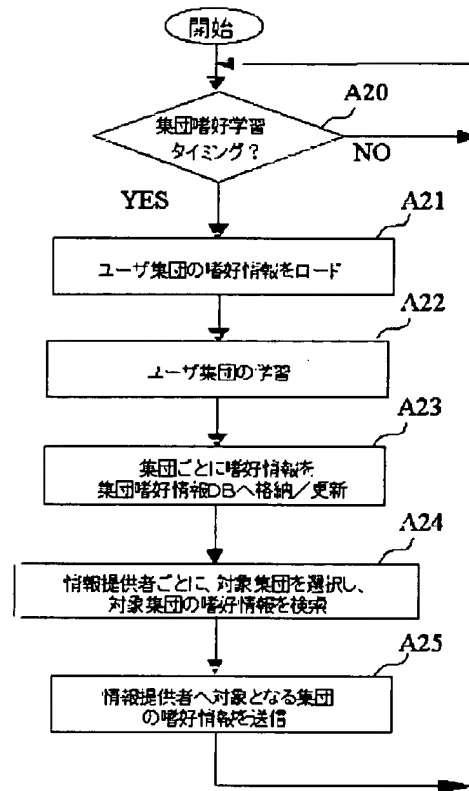 開始
A20
集団嗜好学習
タイミング？
NO
YES
A21
ユーザ集団の嗜好情報をロード
A22
ユーザ集団の学習
A23
集団ごとに嗜好情報を
集団嗜好情報DBへ格納／更新
A24
情報提供者ごとに、対象集団を選択し、
対象集団の嗜好情報を検索
A25
情報提供者へ対象となる集団
の嗜好情報を送信